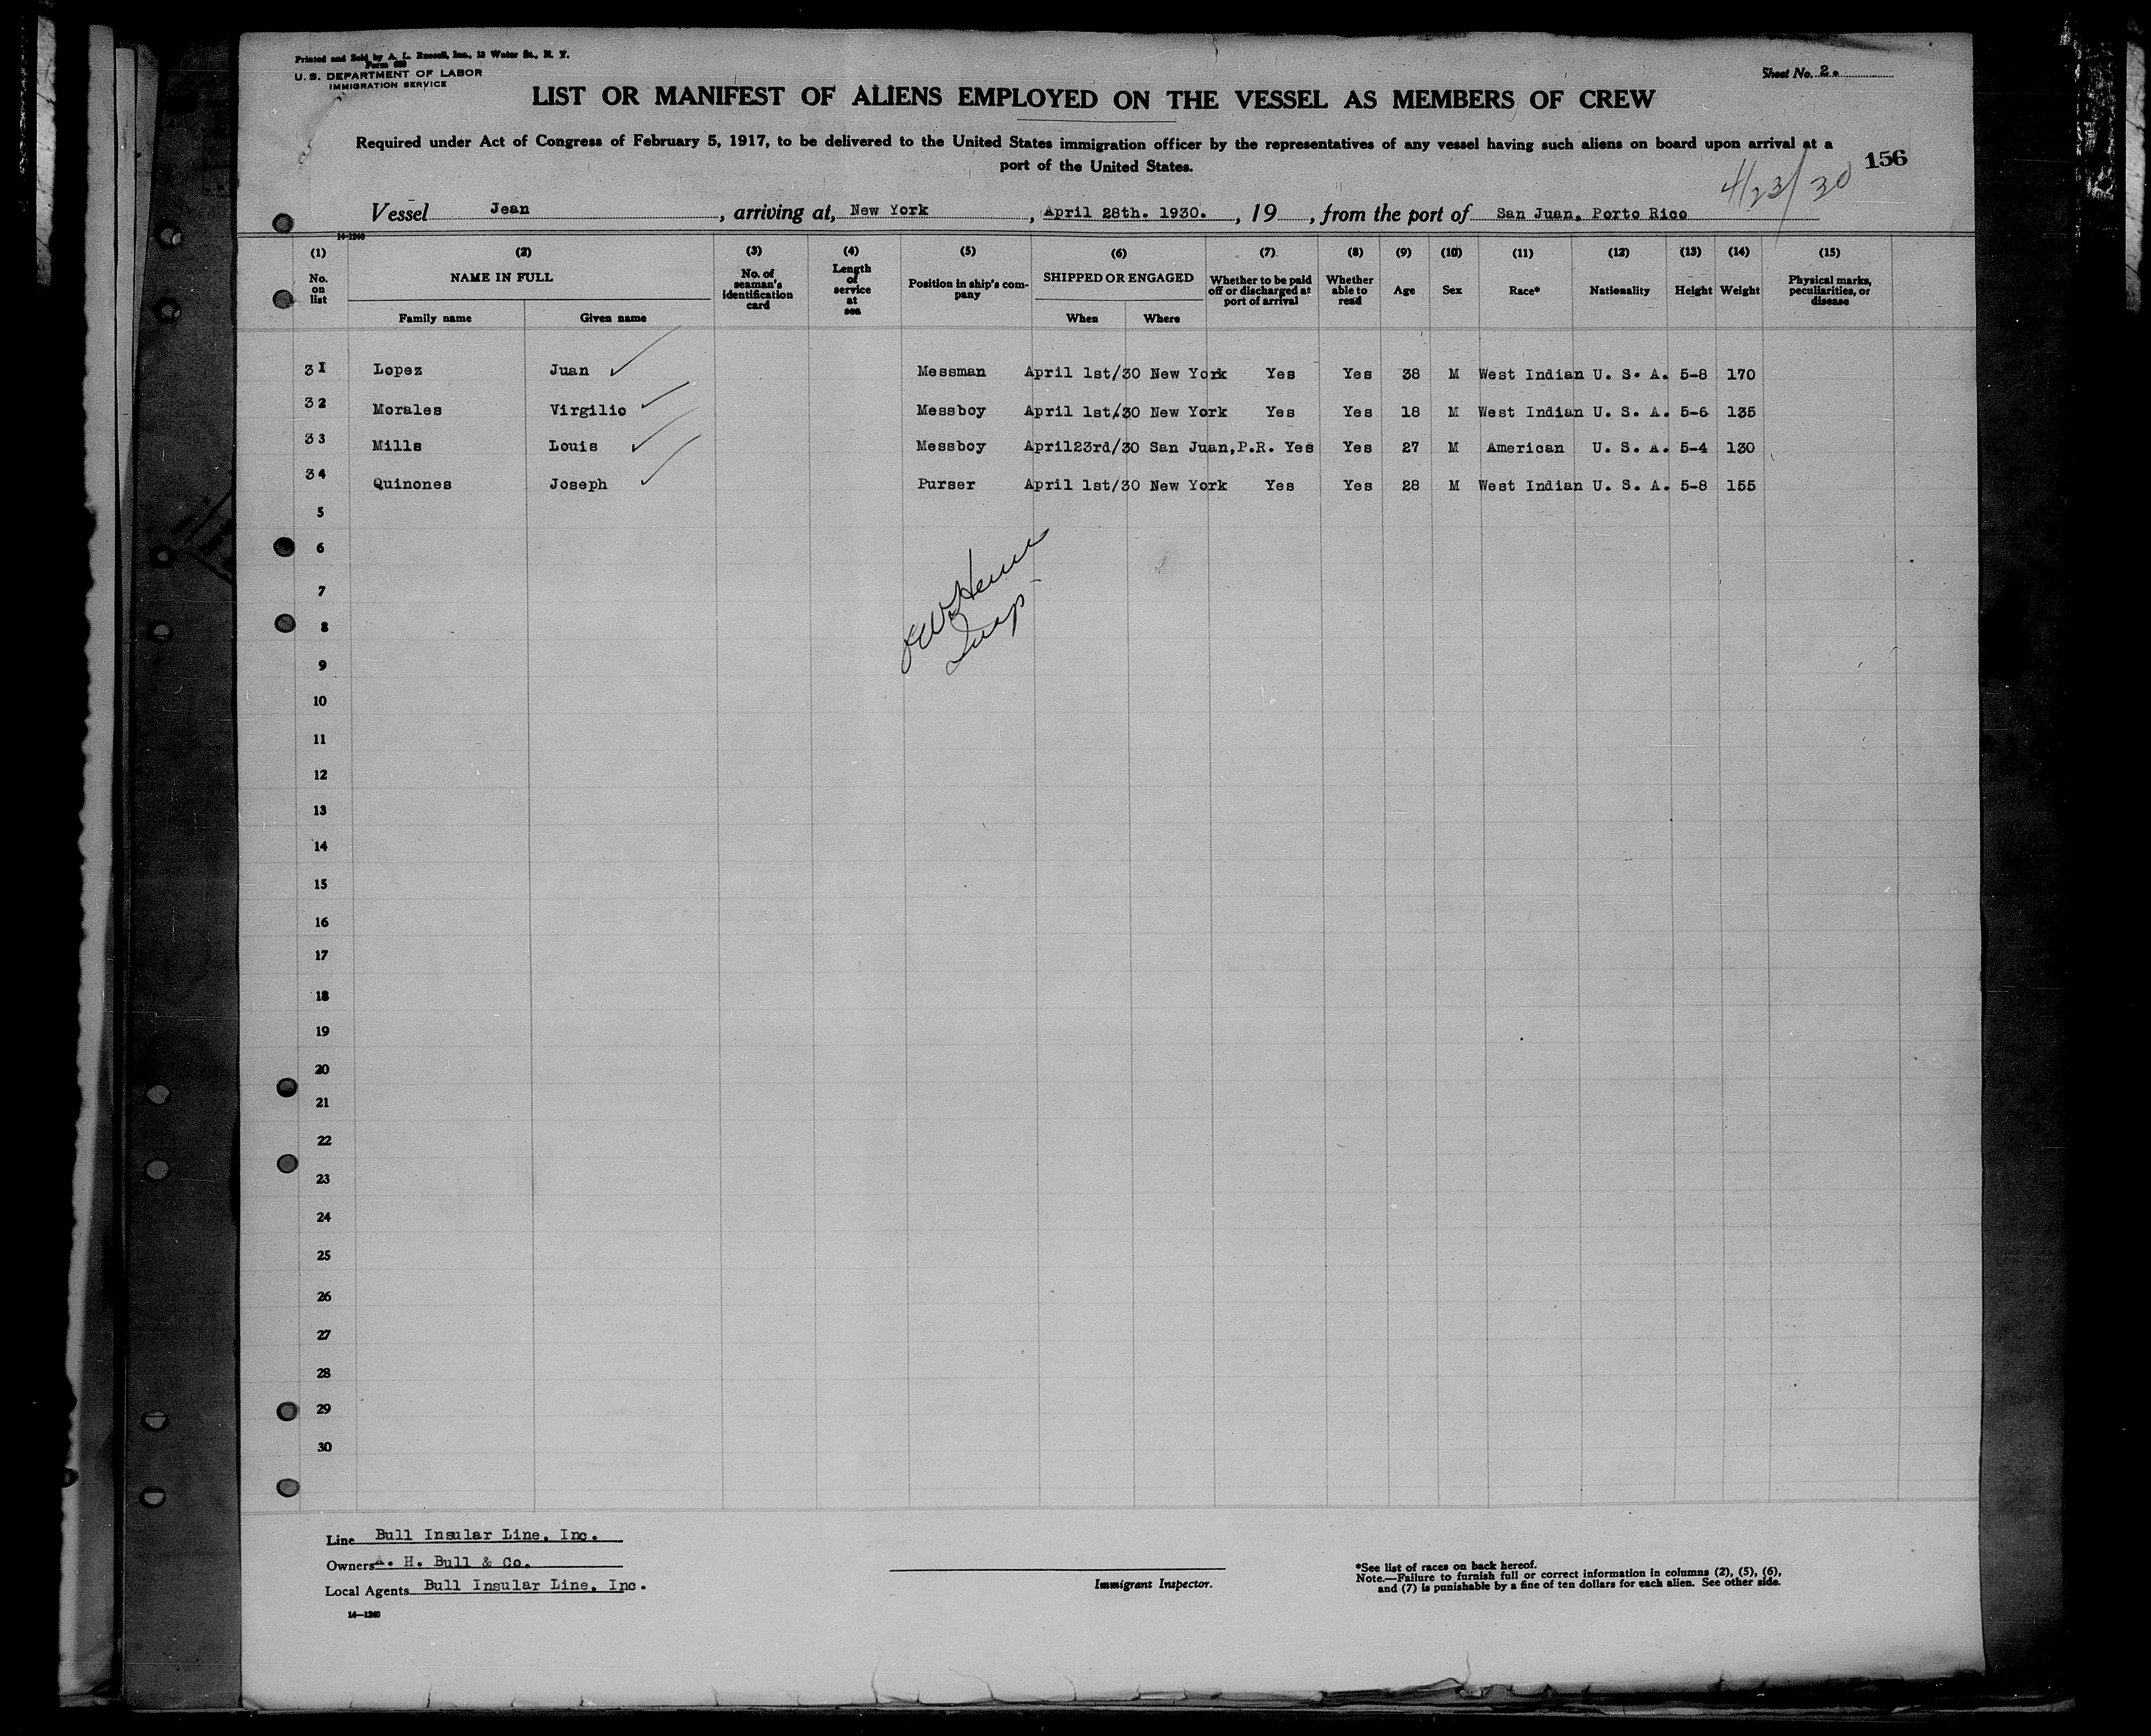 Printed and Sold by A. L. Russell, Inc., 13 Water St., N. Y.
Form 689
U. S. DEPARTMENT OF LABOR
IMMIGRATION SERVICE
Sheet No. 2.
LIST OR MANIFEST OF ALIENS EMPLOYED ON THE VESSEL AS MEMBERS OF CREW
Required under Act of Congress of February 5, 1917, to be delivered to the United States immigration officer by the representatives of any vessel having such aliens on board upon arrival at a
port of the United States.
156
4/23/30
Vessel Jean, arriving at, New York, April 28th. 1930., 19, from the port of San Juan, Porto Rico
14-1240
(1) (2) (3) (4) (5) (6) (7) (8) (9) (10) (11) (12) (13) (14) (15)
No. on list NAME IN FULL No. of seaman's identification card Length of service at sea Position in ship's company SHIPPED OR ENGAGED Whether to be paid off or discharged at port of arrival Whether able to read Age Sex Race* Nationality Height Weight Physical marks, peculiarities, or disease
Family name Given name When Where
31 Lopez Juan Messman April 1st/30 New York Yes Yes 38 M West Indian U. S. A. 5-8 170
32 Morales Virgilio Messboy April 1st/30 New York Yes Yes 18 M West Indian U. S. A. 5-6 135
33 Mills Louis Messboy April23rd/30 San Juan,P.R. Yes Yes 27 M American U. S. A. 5-4 130
34 Quinones Joseph Purser April 1st/30 New York Yes Yes 28 M West Indian U. S. A. 5-8 155
5
6
7
8
9
10
11
12
13
14
15
16
17
18
19
20
21
22
23
24
25
26
27
28
29
30
Line Bull Insular Line, Inc.
Owners A. H. Bull & Co.
Local Agents Bull Insular Line, Inc.
14—1240
Immigrant Inspector.
*See list of races on back hereof.
Note.—Failure to furnish full or correct information in columns (2), (5), (6),
and (7) is punishable by a fine of ten dollars for each alien. See other side.